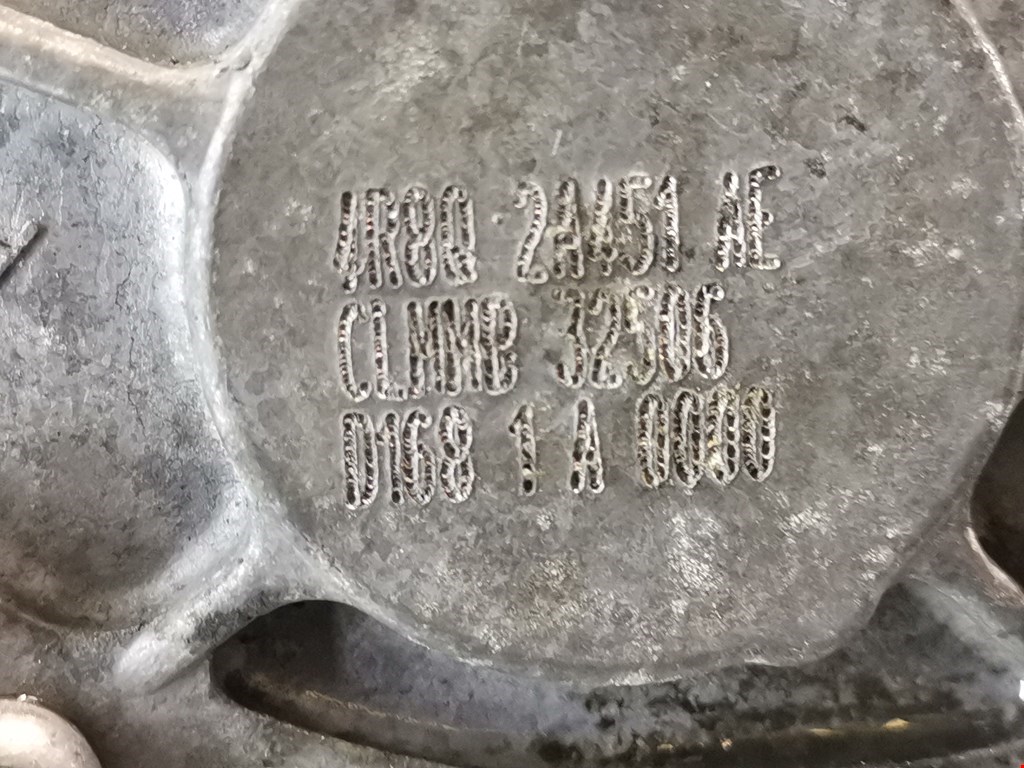 4R8Q 2A451 AE
CLMMB 32506
D168 1 A 0000